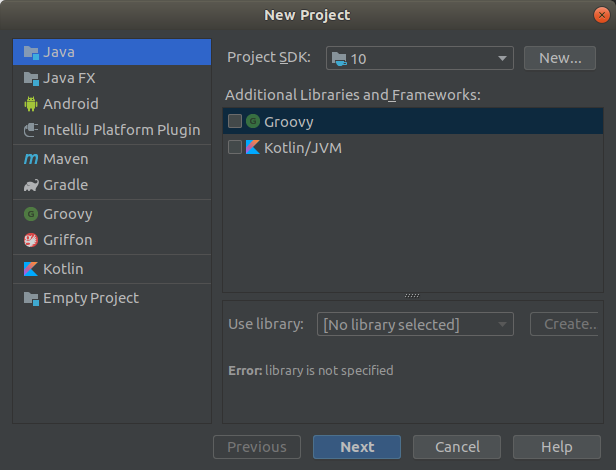 New Project
Java
Java FX
Android
IntelliJ Platform Plugin
Maven
Gradle
Groovy
Griffon
Kotlin
Empty Project
Project SDK: 10 New...
Additional Libraries and Frameworks:
Groovy
Kotlin/JVM
Use library: [No library selected] Create..
Error: library is not specified
Previous Next Cancel Help